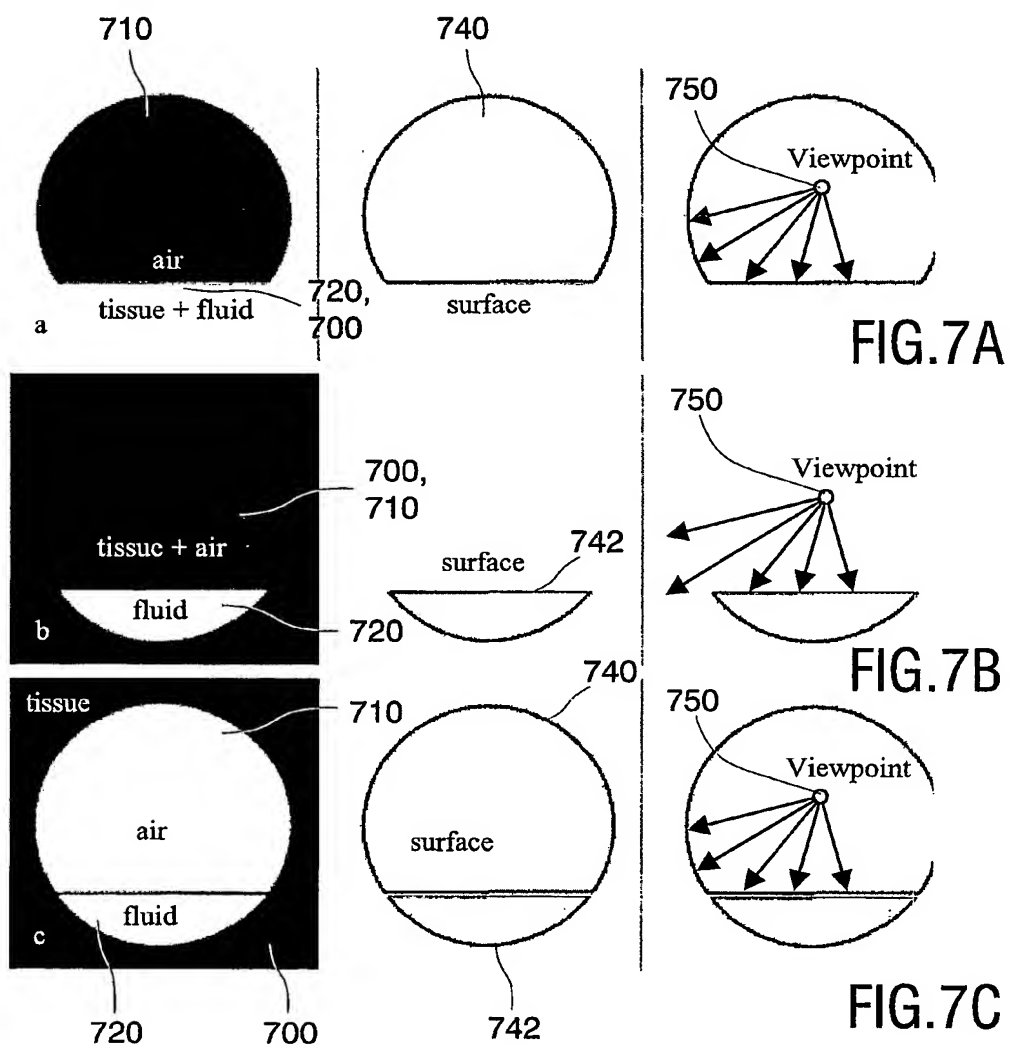 710
740
750
Viewpoint
air
720,
700
tissue + fluid
surface
a
FIG.7A
750
Viewpoint
700,
710
tissue + air
surface
742
fluid
720
b
FIG.7B
tissue
710
740
750
Viewpoint
air
surface
fluid
c
FIG.7C
720
700
742